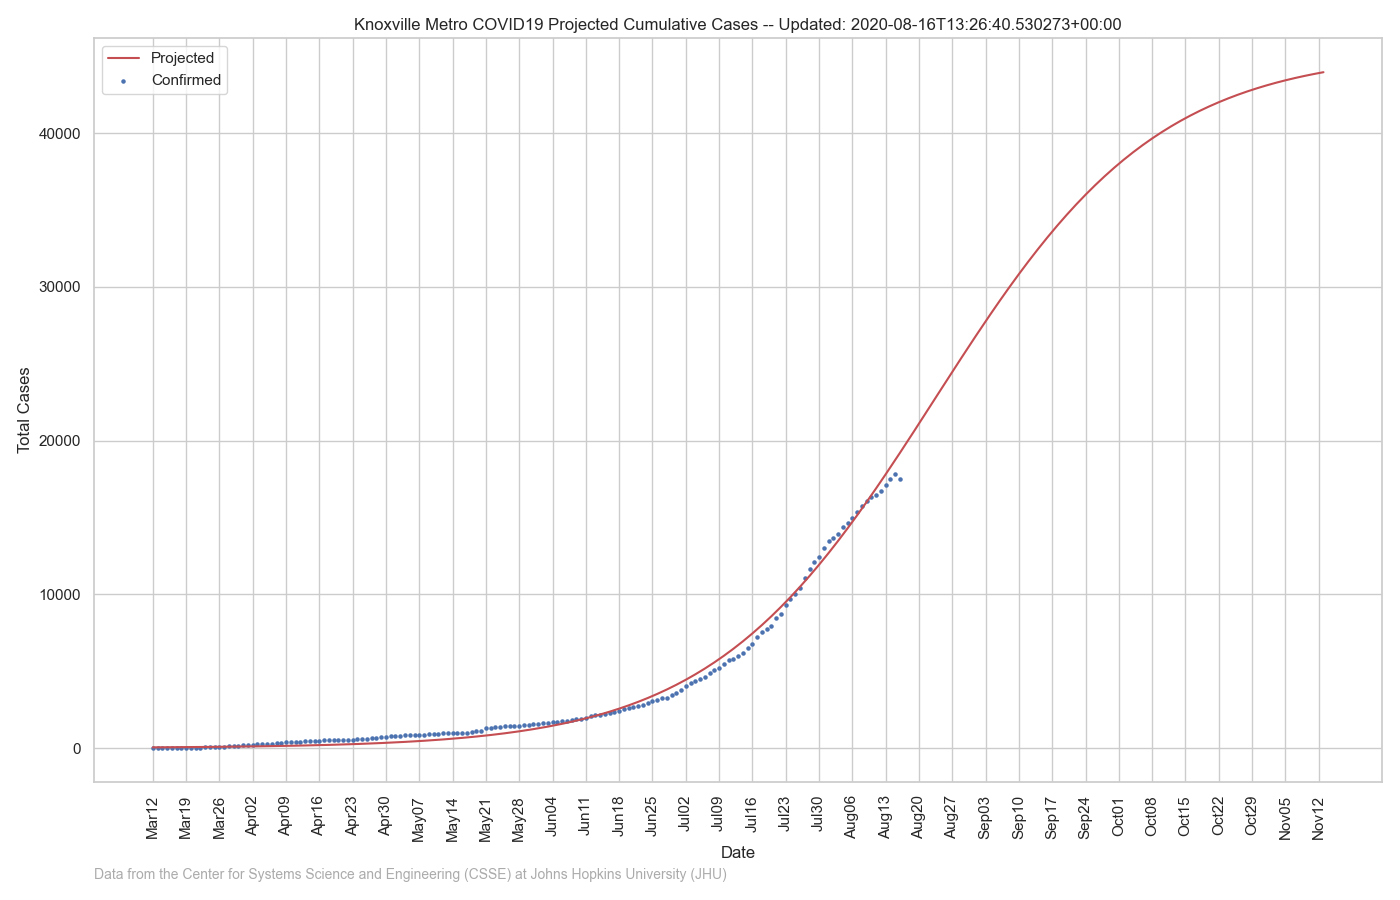 Knoxville Metro COVID19 Projected Cumulative Cases -- Updated: 2020-08-16T13:26:40.530273+00:00
Projected
Confirmed
40000
30000
20000
10000
0
Total Cases
Mar12
Mar19
Mar26
Apr02
Apr09
Apr16
Apr23
Apr30
May07
May14
May21
May28
Jun04
Jun11
Jun18
Jun25
Jul02
Jul09
Jul16
Jul23
Jul30
Aug06
Aug13
Aug20
Aug27
Sep03
Sep10
Sep17
Sep24
Oct01
Oct08
Oct15
Oct22
Oct29
Nov05
Nov12
Date
Data from the Center for Systems Science and Engineering (CSSE) at Johns Hopkins University (JHU)